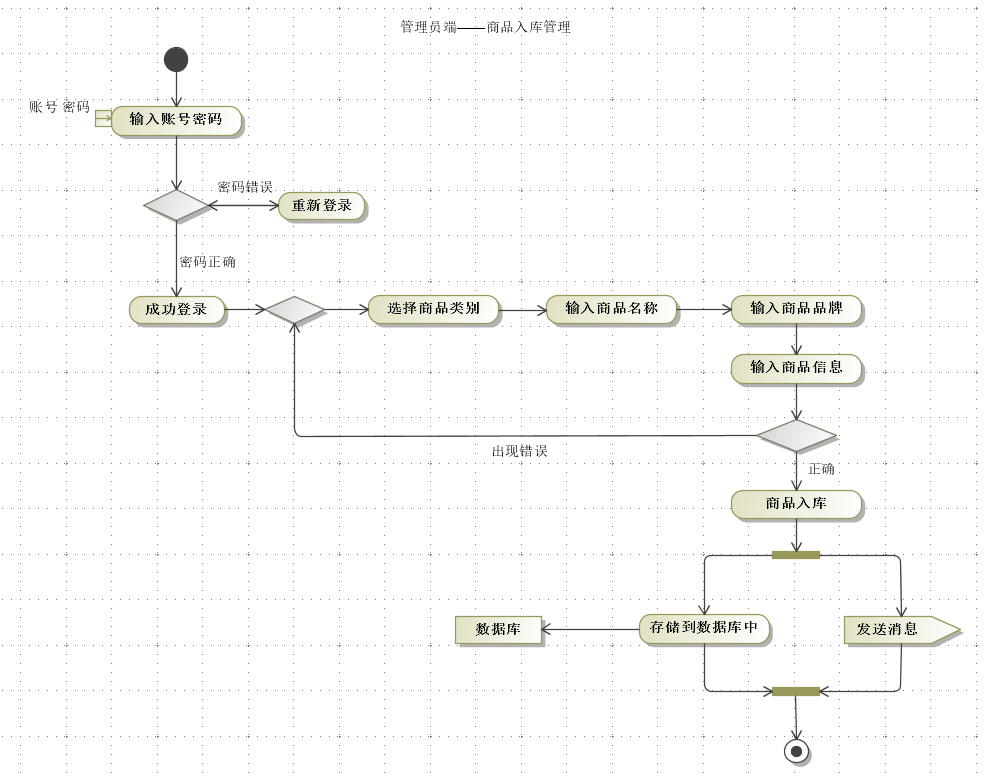 管理员端——商品入库管理
账号 密码
输入账号密码
密码错误
重新登录
密码正确
成功登录
选择商品类别
输入商品名称
输入商品品牌
输入商品信息
出现错误
正确
商品入库
数据库
存储到数据库中
发送消息